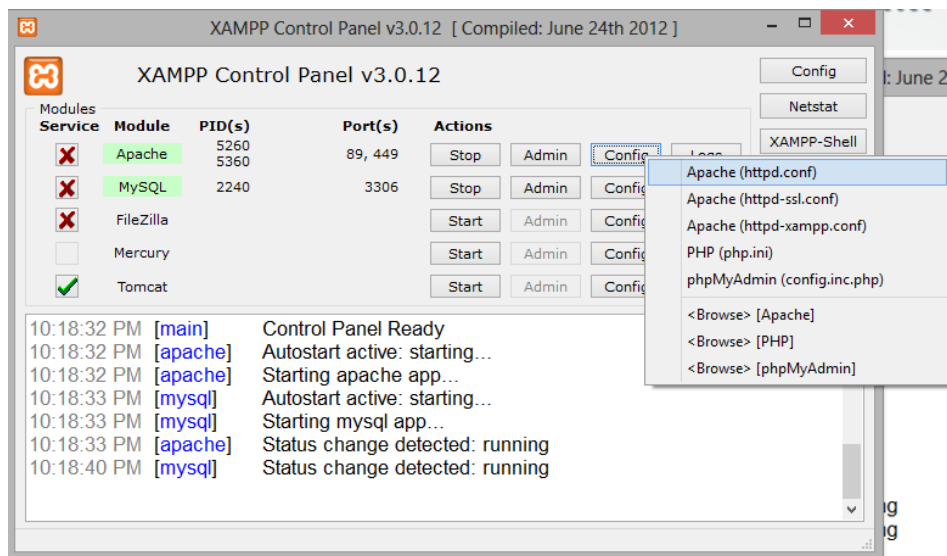 XAMPP Control Panel v3.0.12 [ Compiled: June 24th 2012 ]
XAMPP Control Panel v3.0.12
Config
Netstat
XAMPP-Shell
: June 2
Modules
Service Module PID(s) Port(s) Actions
Apache 5260 5360 89, 449 Stop Admin Config Logs
MySQL 2240 3306 Stop Admin Config
FileZilla Start Admin Config
Mercury Start Admin Config
Tomcat Start Admin Config
Apache (httpd.conf)
Apache (httpd-ssl.conf)
Apache (httpd-xampp.conf)
PHP (php.ini)
phpMyAdmin (config.inc.php)
<Browse> [Apache]
<Browse> [PHP]
<Browse> [phpMyAdmin]
10:18:32 PM [main] Control Panel Ready
10:18:32 PM [apache] Autostart active: starting...
10:18:32 PM [apache] Starting apache app...
10:18:33 PM [mysql] Autostart active: starting...
10:18:33 PM [mysql] Starting mysql app...
10:18:33 PM [apache] Status change detected: running
10:18:40 PM [mysql] Status change detected: running
ng
ng